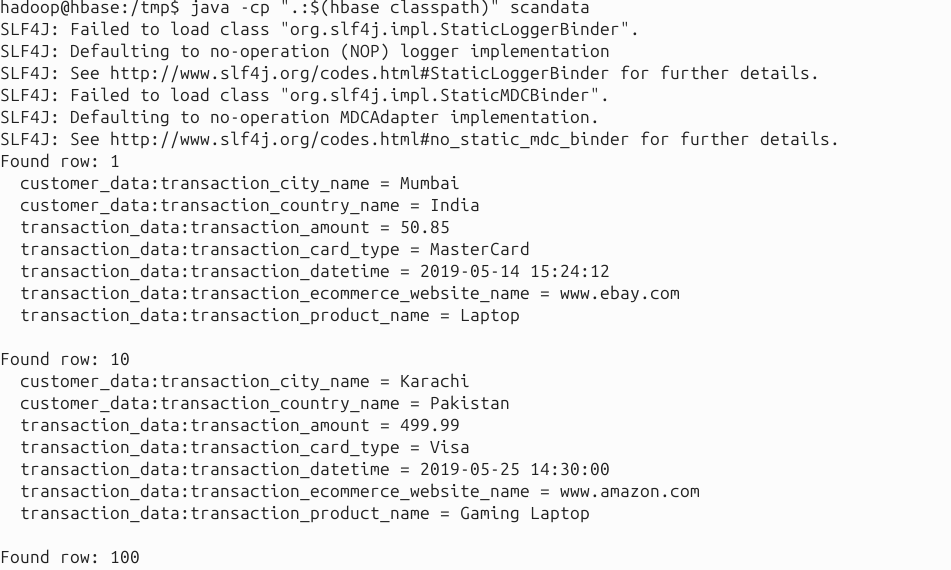 hadoop@hbase:/tmp$ java -cp ".:$(hbase classpath)" scandata
SLF4J: Failed to load class "org.slf4j.impl.StaticLoggerBinder".
SLF4J: Defaulting to no-operation (NOP) logger implementation
SLF4J: See http://www.slf4j.org/codes.html#StaticLoggerBinder for further details.
SLF4J: Failed to load class "org.slf4j.impl.StaticMDCBinder".
SLF4J: Defaulting to no-operation MDCAdapter implementation.
SLF4J: See http://www.slf4j.org/codes.html#no_static_mdc_binder for further details.
Found row: 1
  customer_data:transaction_city_name = Mumbai
  customer_data:transaction_country_name = India
  transaction_data:transaction_amount = 50.85
  transaction_data:transaction_card_type = MasterCard
  transaction_data:transaction_datetime = 2019-05-14 15:24:12
  transaction_data:transaction_ecommerce_website_name = www.ebay.com
  transaction_data:transaction_product_name = Laptop

Found row: 10
  customer_data:transaction_city_name = Karachi
  customer_data:transaction_country_name = Pakistan
  transaction_data:transaction_amount = 499.99
  transaction_data:transaction_card_type = Visa
  transaction_data:transaction_datetime = 2019-05-25 14:30:00
  transaction_data:transaction_ecommerce_website_name = www.amazon.com
  transaction_data:transaction_product_name = Gaming Laptop

Found row: 100